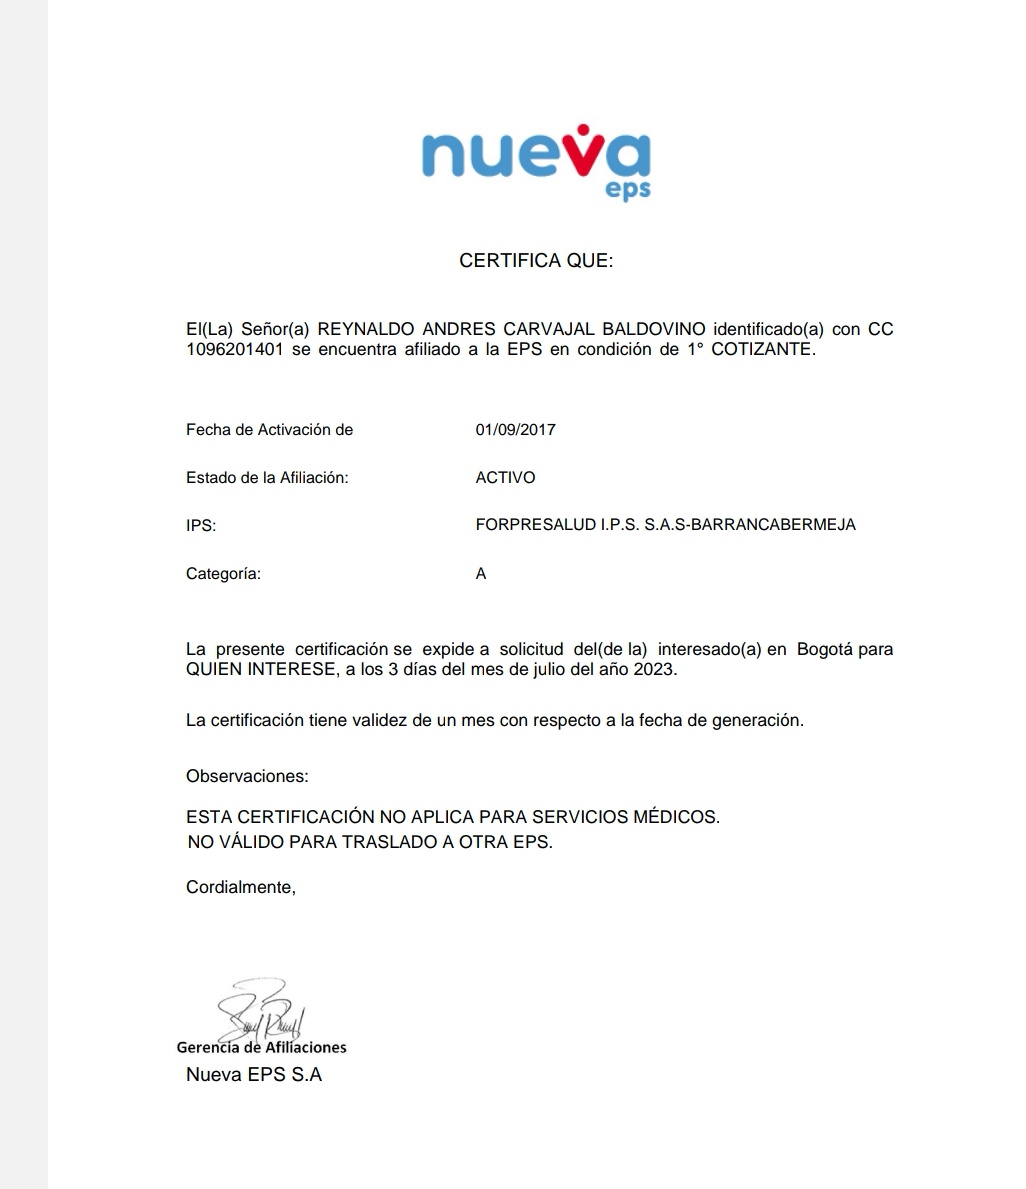 nueva
eps
CERTIFICA QUE:
El(La) Señor(a) REYNALDO ANDRES CARVAJAL BALDOVINO identificado(a) con CC
1096201401 se encuentra afiliado a la EPS en condición de 1° COTIZANTE.
Fecha de Activación de 01/09/2017
Estado de la Afiliación: ACTIVO
IPS: FORPRESALUD I.P.S. S.A.S-BARRANCABERMEJA
Categoría: A
La presente certificación se expide a solicitud del(de la) interesado(a) en Bogotá para
QUIEN INTERESE, a los 3 días del mes de julio del año 2023.
La certificación tiene validez de un mes con respecto a la fecha de generación.
Observaciones:
ESTA CERTIFICACIÓN NO APLICA PARA SERVICIOS MÉDICOS.
NO VÁLIDO PARA TRASLADO A OTRA EPS.
Cordialmente,
Gerencia de Afiliaciones
Nueva EPS S.A